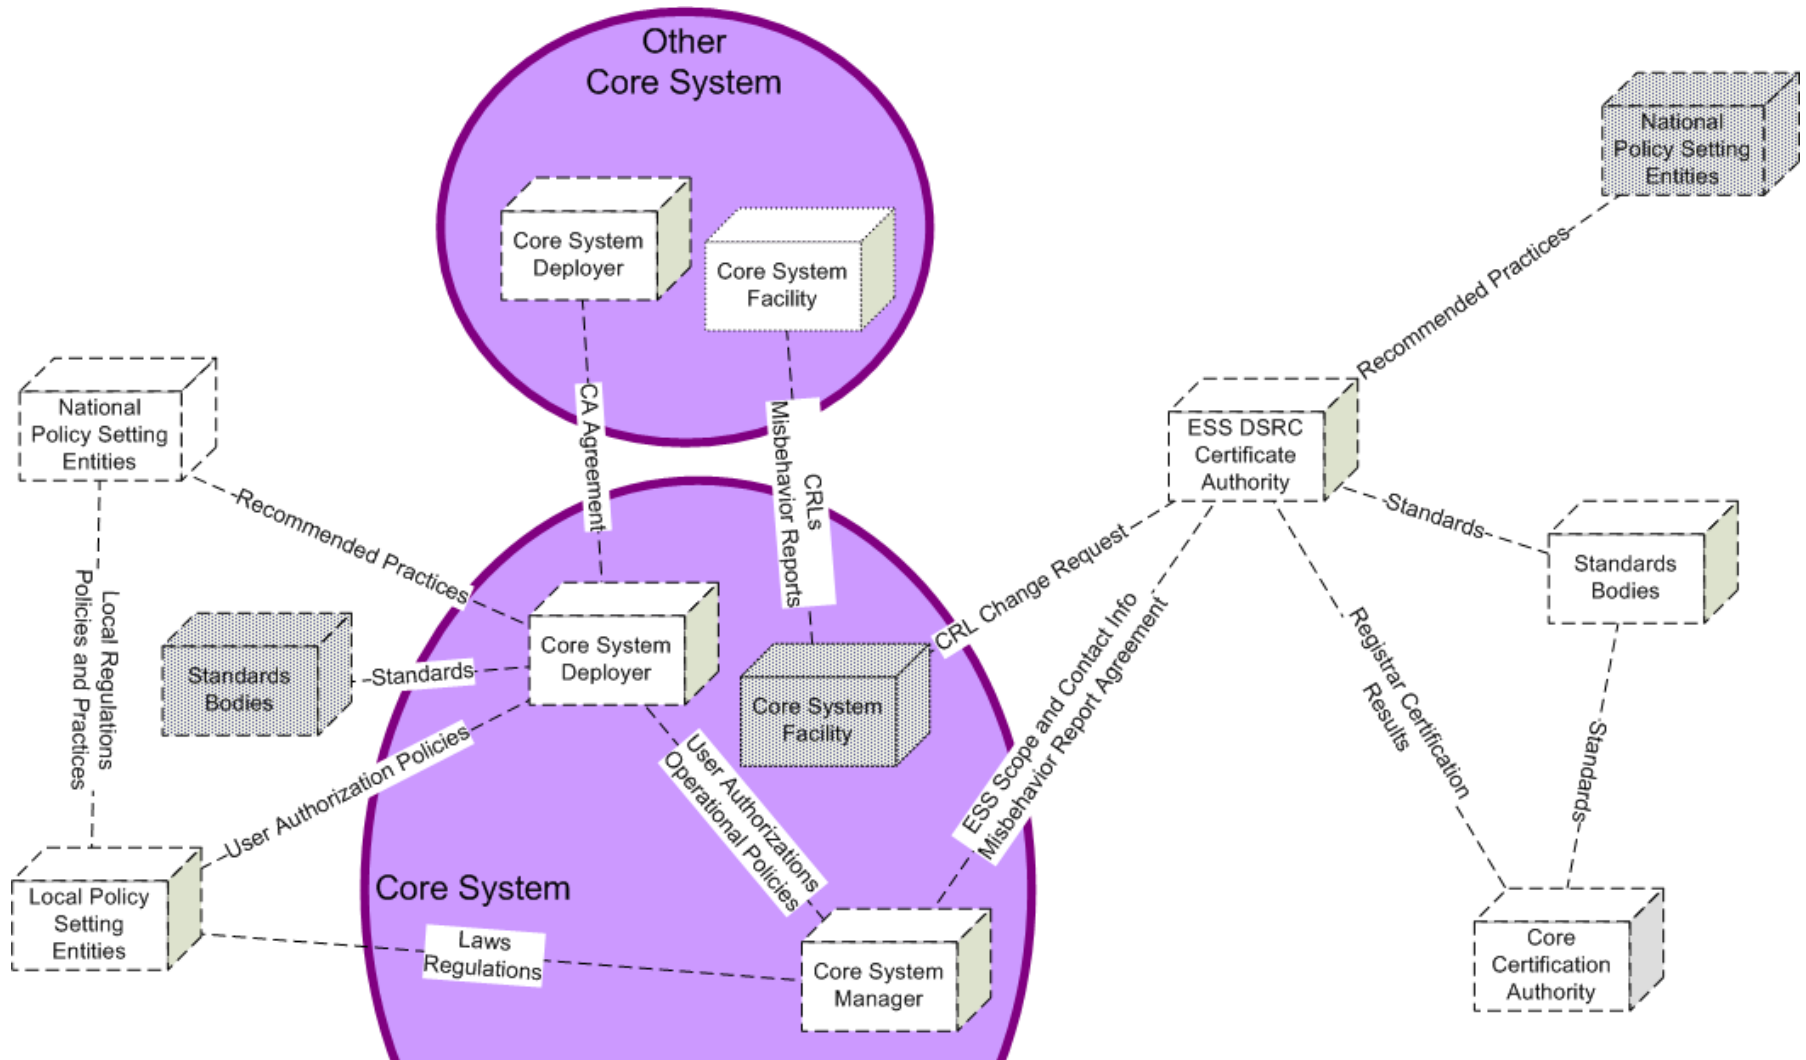 Other
Core System
National
Policy Setting
Entities
Core System
Deployer
Core System
Facility
Recommended Practices
CA Agreement
CRLs
Misbehavior Reports
National
Policy Setting
Entities
ESS DSRC
Certificate
Authority
Recommended Practices
Standards
CRL Change Request
Standards
Bodies
Local Regulations
Policies and Practices
Standards
Bodies
Standards
Core System
Deployer
Core System
Facility
ESS Scope and Contact Info
Misbehavior Report Agreement
Registrar Certification
Results
Standards
User Authorization Policies
User Authorizations
Operational Policies
Core System
Local Policy
Setting
Entities
Laws
Regulations
Core System
Manager
Core
Certification
Authority